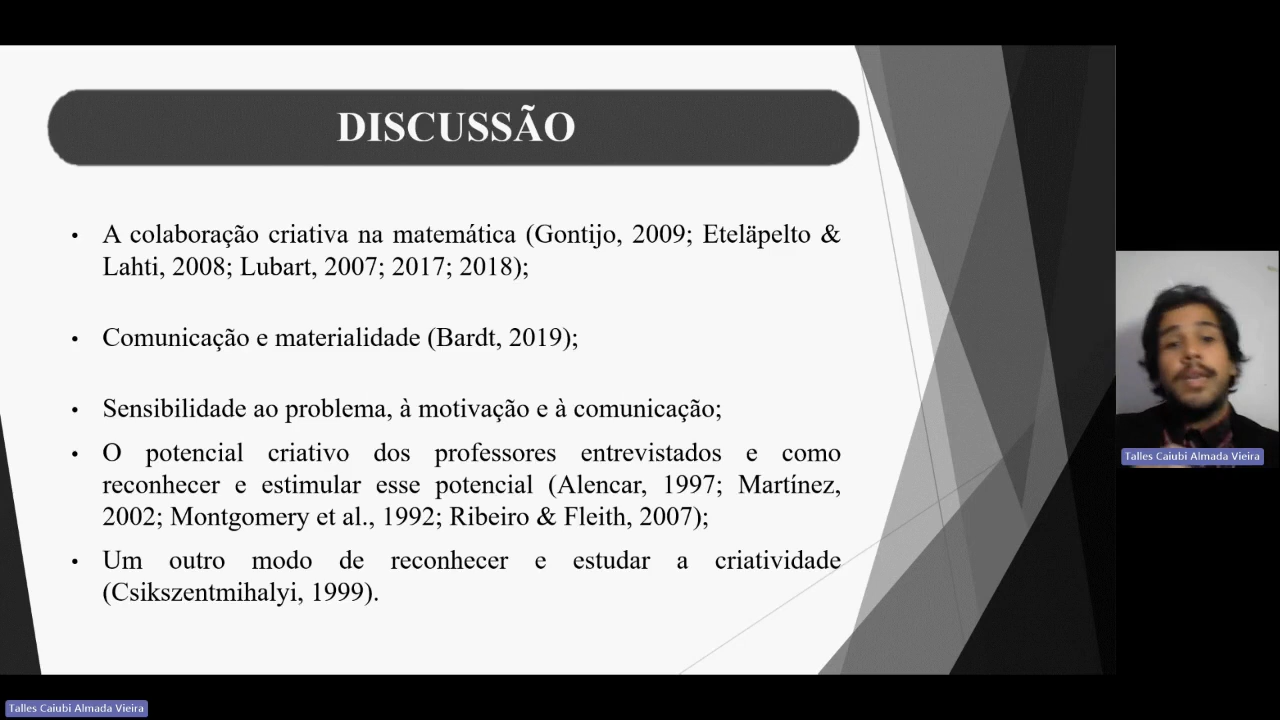 DISCUSSÃO
• A colaboração criativa na matemática (Gontijo, 2009; Eteläpelto &
Lahti, 2008; Lubart, 2007; 2017; 2018);
• Comunicação e materialidade (Bardt, 2019);
• Sensibilidade ao problema, à motivação e à comunicação;
• O potencial criativo dos professores entrevistados e como
reconhecer e estimular esse potencial (Alencar, 1997; Martínez,
2002; Montgomery et al., 1992; Ribeiro & Fleith, 2007);
• Um outro modo de reconhecer e estudar a criatividade
(Csikszentmihalyi, 1999).
Talles Caiubi Almada Vieira
Talles Caiubi Almada Vieira